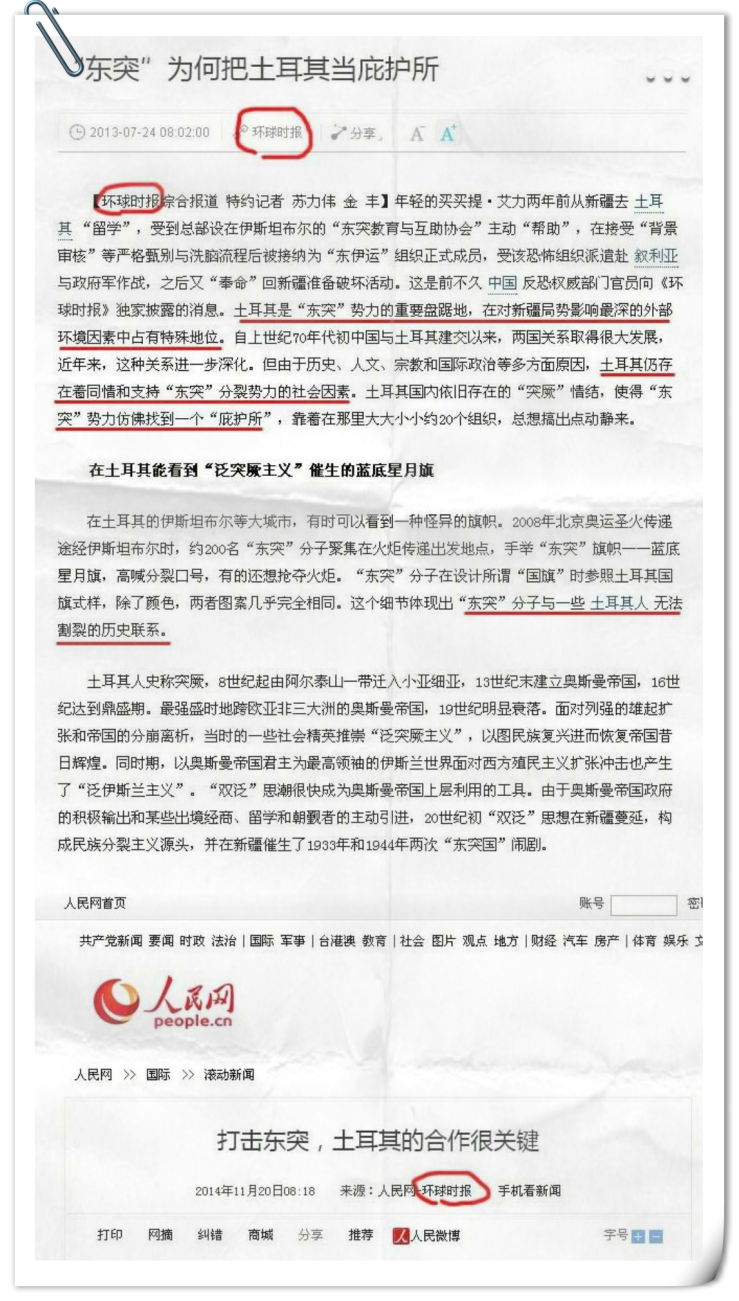 “东突”为何把土耳其当庇护所
2013-07-24 08:02:00 环球时报 分享 A- A+
【环球时报综合报道 特约记者 苏力伟 金 丰】年轻的买买提·艾力两年前从新疆去 土耳
其 “留学”，受到总部设在伊斯坦布尔的“东突教育与互助协会”主动“帮助”，在接受“背景
审核”等严格甄别与洗脑流程后被接纳为“东伊运”组织正式成员，受该恐怖组织派遣赴 叙利亚
与政府军作战，之后又“奉命”回新疆准备破坏活动。这是前不久 中国 反恐权威部门官员向《环
球时报》独家披露的消息。土耳其是“东突”势力的重要盘踞地，在对新疆局势影响最深的外部
环境因素中占有特殊地位。自上世纪70年代初中国与土耳其建交以来，两国关系取得很大发展，
近年来，这种关系进一步深化。但由于历史、人文、宗教和国际政治等多方面原因，土耳其仍存
在着同情和支持“东突”分裂势力的社会因素。土耳其国内依旧存在的“突厥”情结，使得“东
突”势力仿佛找到一个“庇护所”，靠着在那里大大小小约20个组织，总想搞出点动静来。
在土耳其能看到“泛突厥主义”催生的蓝底星月旗
在土耳其的伊斯坦布尔等大城市，有时可以看到一种怪异的旗帜。2008年北京奥运圣火传递
途经伊斯坦布尔时，约200名“东突”分子聚集在火炬传递出发地点，手举“东突”旗帜——蓝底
星月旗，高喊分裂口号，有的还想抢夺火炬。“东突”分子在设计所谓“国旗”时参照土耳其国
旗式样，除了颜色，两者图案几乎完全相同。这个细节体现出“东突”分子与一些 土耳其人 无法
割裂的历史联系。
土耳其人史称突厥，8世纪起由阿尔泰山一带迁入小亚细亚，13世纪末建立奥斯曼帝国，16世
纪达到鼎盛期。最强盛时地跨欧亚非三大洲的奥斯曼帝国，19世纪明显衰落。面对列强的雄起扩
张和帝国的分崩离析，当时的一些社会精英推崇“泛突厥主义”，以图民族复兴进而恢复帝国昔
日辉煌。同时期，以奥斯曼帝国君主为最高领袖的伊斯兰世界面对西方殖民主义扩张冲击也产生
了“泛伊斯兰主义”。“双泛”思潮很快成为奥斯曼帝国上层利用的工具。由于奥斯曼帝国政府
的积极输出和某些出境经商、留学和朝觐者的主动引进，20世纪初“双泛”思想在新疆蔓延，构
成民族分裂主义源头，并在新疆催生了1933年和1944年两次“东突国”闹剧。
人民网首页 账号
共产党新闻 要闻 时政 法治 | 国际 军事 | 台港澳 教育 | 社会 图片 观点 地方 | 财经 汽车 房产 | 体育 娱乐
人民网
people.cn
人民网 >> 国际 >> 滚动新闻
打击东突，土耳其的合作很关键
2014年11月20日08:18 来源：人民网-环球时报 手机看新闻
打印 网摘 纠错 商城 分享 推荐 人民微博 字号 + -